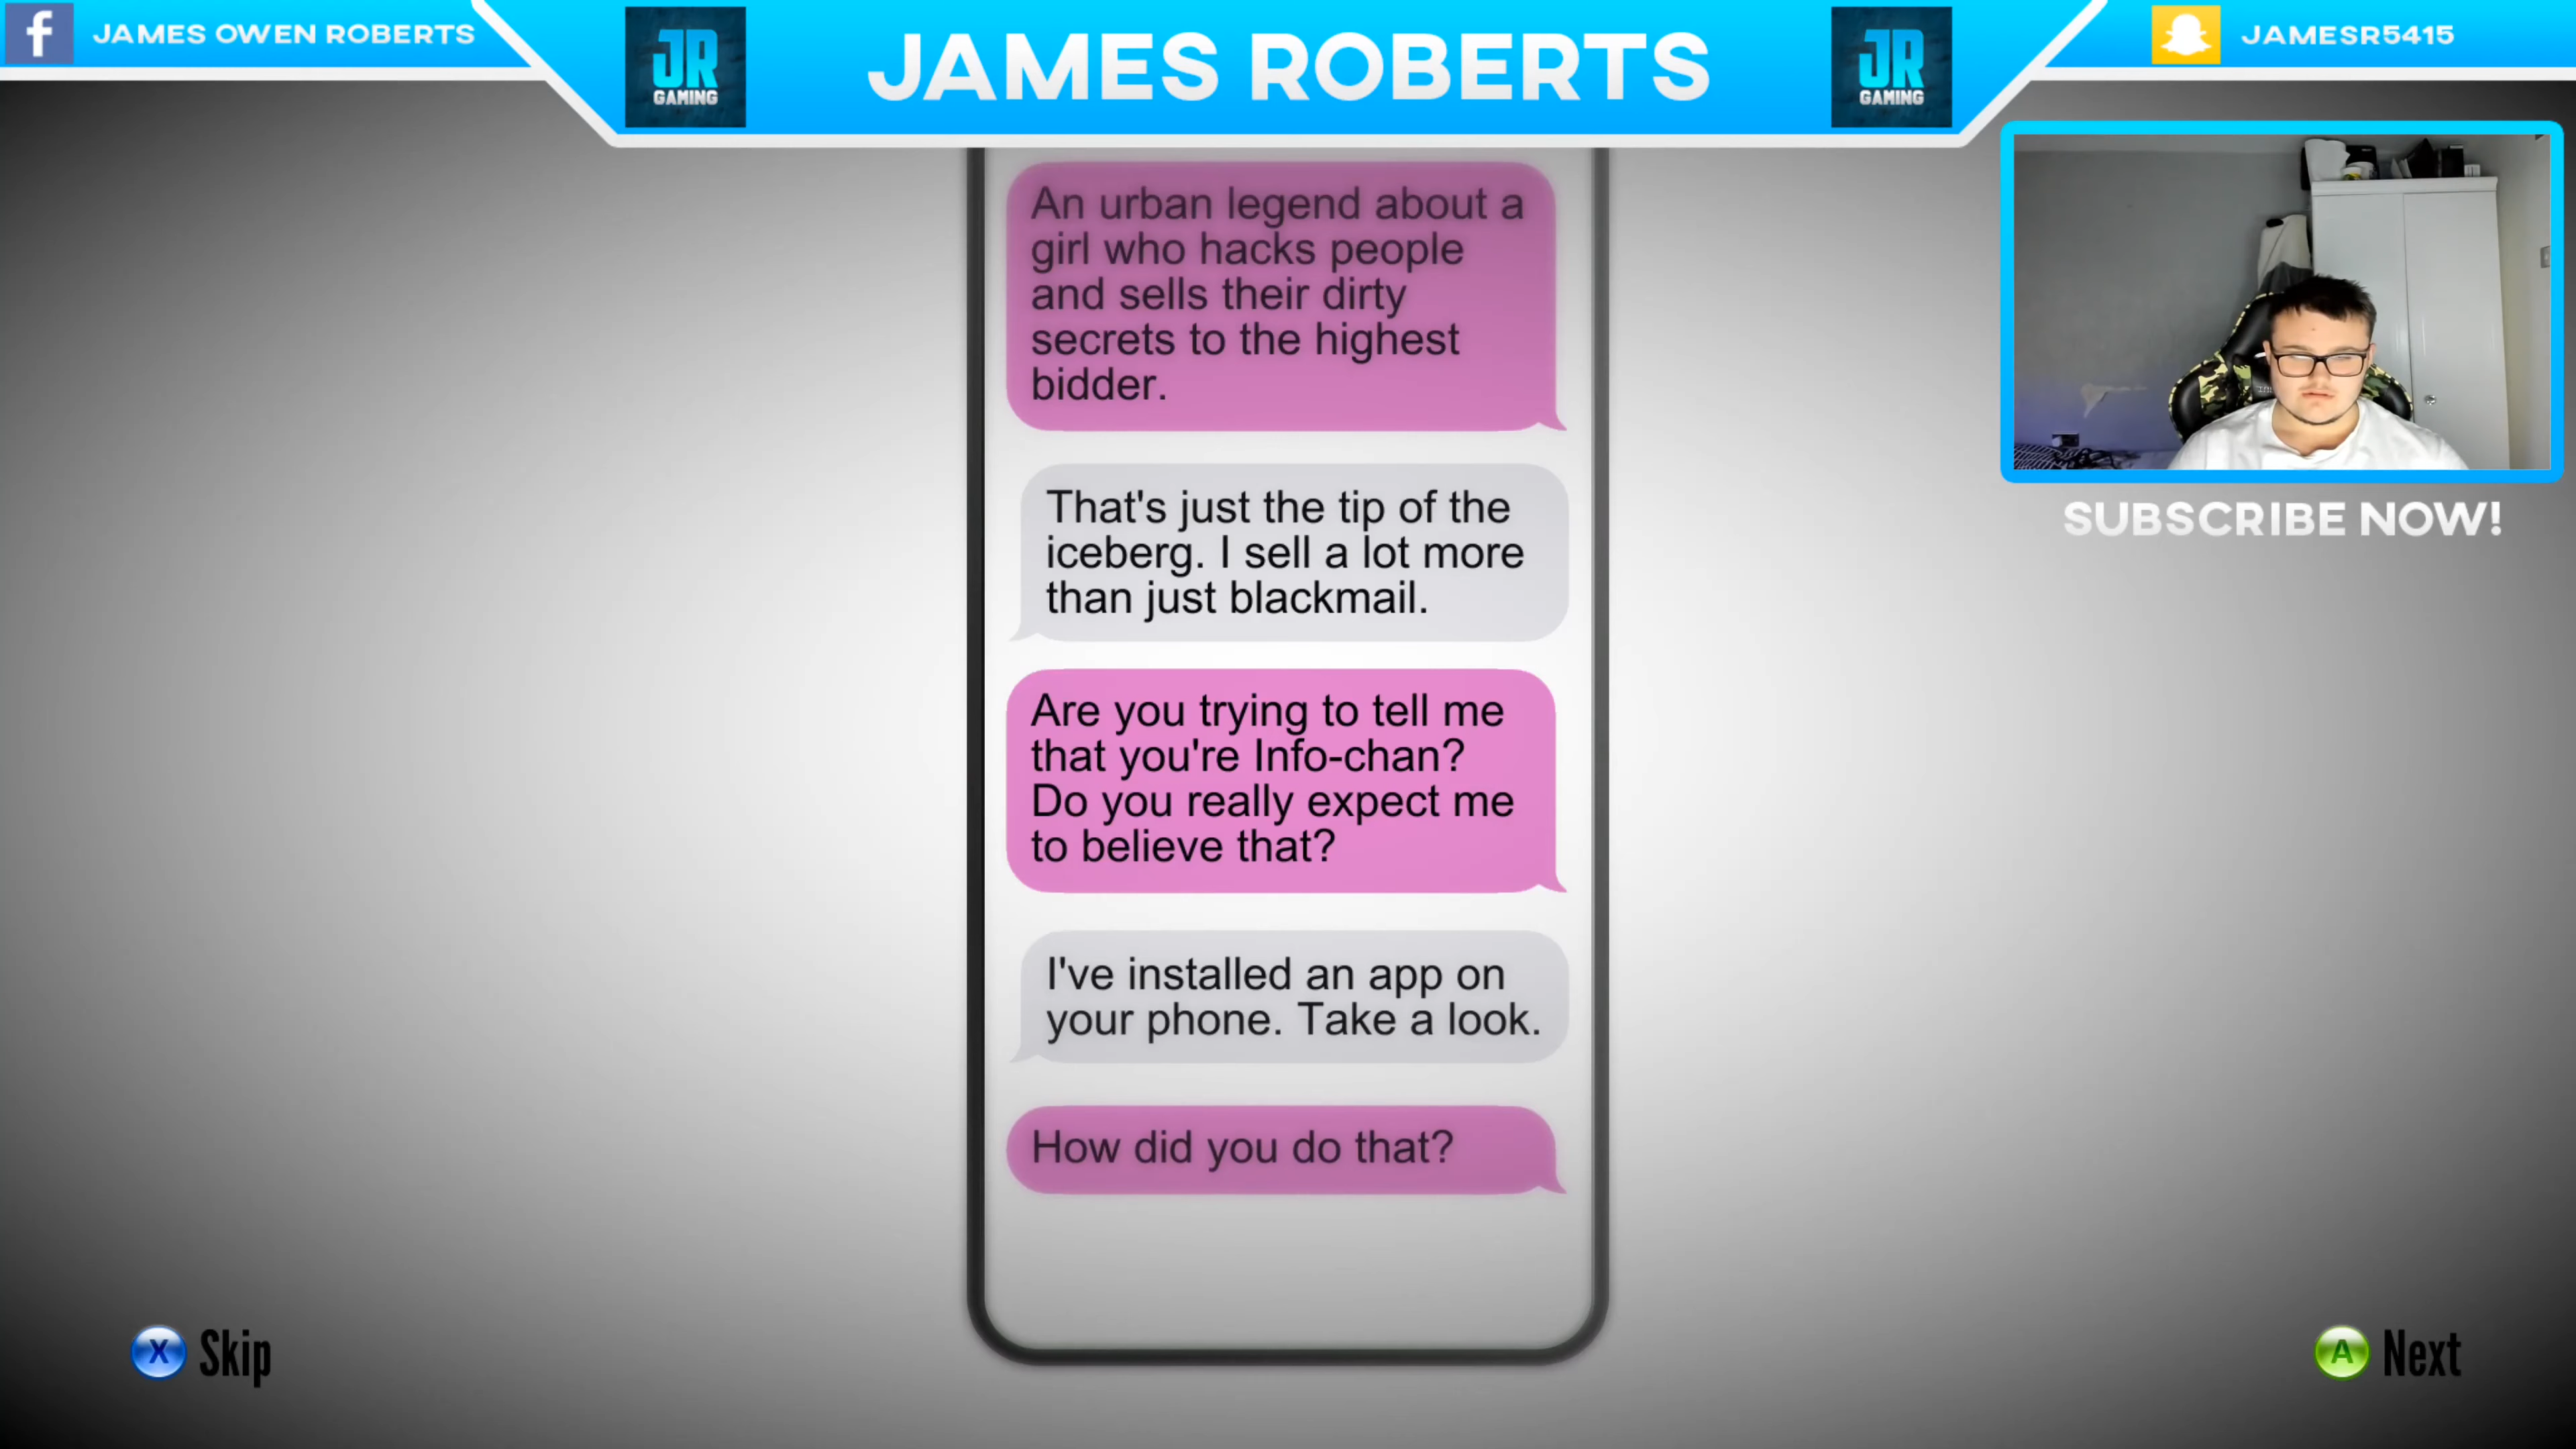 JAMES OWEN ROBERTS
JR
GAMING
JAMES ROBERTS
JR
GAMING
JAMESR5415
An urban legend about a
girl who hacks people
and sells their dirty
secrets to the highest
bidder.
That's just the tip of the
iceberg. I sell a lot more
than just blackmail.
Are you trying to tell me
that you're Info-chan?
Do you really expect me
to believe that?
I've installed an app on
your phone. Take a look.
How did you do that?
SUBSCRIBE NOW!
X Skip
A Next